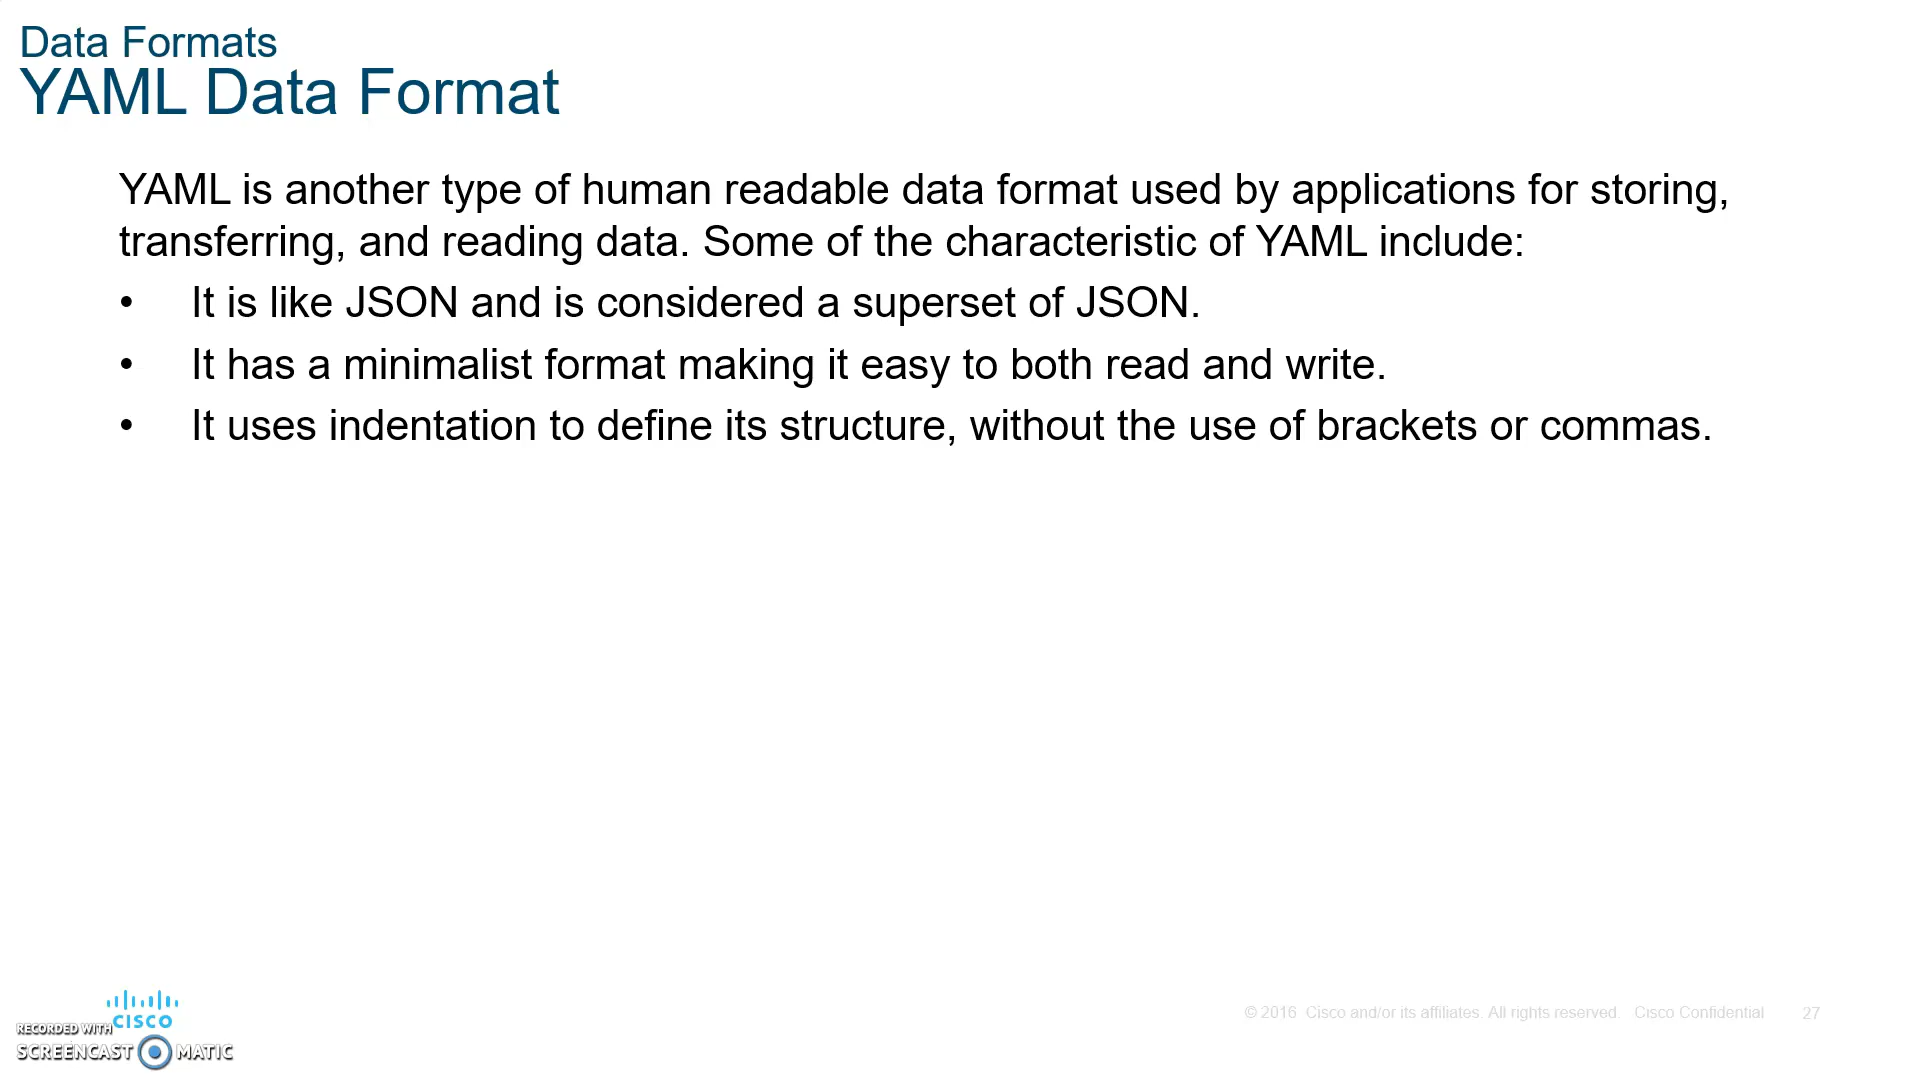 Data Formats
YAML Data Format
YAML is another type of human readable data format used by applications for storing,
transferring, and reading data. Some of the characteristic of YAML include:
• It is like JSON and is considered a superset of JSON.
• It has a minimalist format making it easy to both read and write.
• It uses indentation to define its structure, without the use of brackets or commas.
CISCO
RECORDED WITH
SCREENCAST MATIC
© 2016 Cisco and/or its affiliates. All rights reserved. Cisco Confidential 27